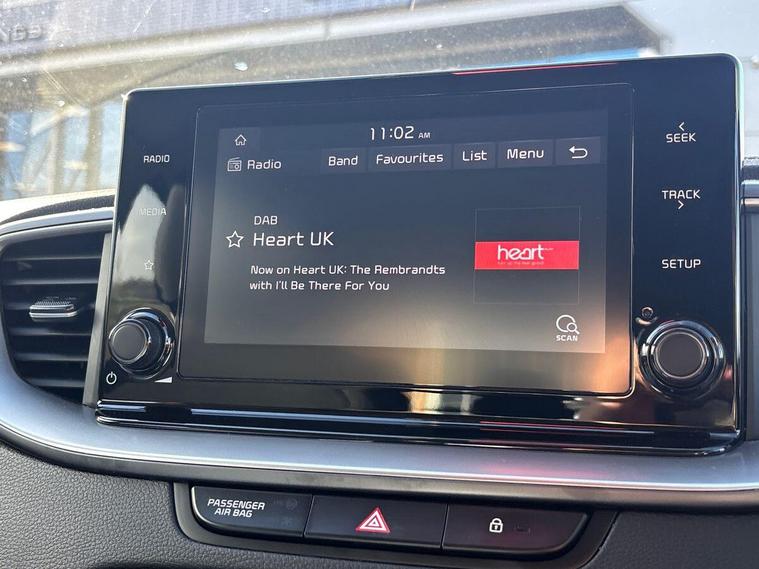 11:02 AM
Radio
Band
Favourites
List
Menu
DAB
Heart UK
Now on Heart UK: The Rembrandts
with I'll Be There For You
heart
SCAN
RADIO
MEDIA
SEEK
TRACK
SETUP
PASSENGER
AIR BAG